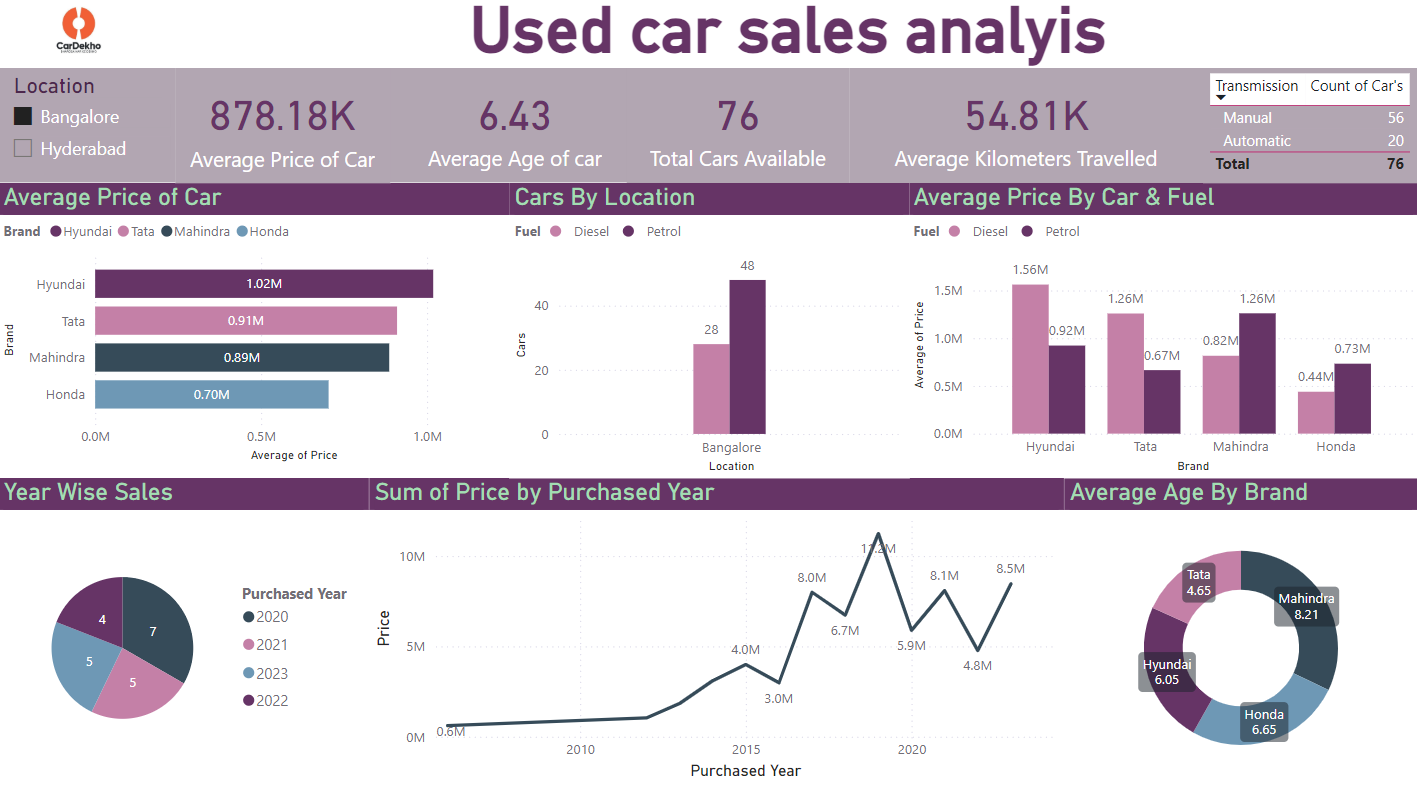 CarDekho
Used car sales analyis
Location
Bangalore
Hyderabad
878.18K
Average Price of Car
6.43
Average Age of car
76
Total Cars Available
54.81K
Average Kilometers Travelled
Transmission Count of Car's
Manual 56
Automatic 20
Total 76
Average Price of Car
Brand Hyundai Tata Mahindra Honda
Brand
Hyundai 1.02M
Tata 0.91M
Mahindra 0.89M
Honda 0.70M
0.0M 0.5M 1.0M
Average of Price
Cars By Location
Fuel Diesel Petrol
Cars
48
40
28
20
0
Bangalore
Location
Average Price By Car & Fuel
Fuel Diesel Petrol
Average of Price
1.5M
1.0M
0.5M
0.0M
1.56M 0.92M
1.26M 0.67M
0.82M 1.26M
0.44M 0.73M
Hyundai Tata Mahindra Honda
Brand
Year Wise Sales
4
7
5
5
Purchased Year
2020
2021
2023
2022
Sum of Price by Purchased Year
Price
10M
5M
0M
0.6M
4.0M
3.0M
8.0M
6.7M
11.2M
5.9M
8.1M
4.8M
8.5M
2010 2015 2020
Purchased Year
Average Age By Brand
Tata
4.65
Mahindra
8.21
Hyundai
6.05
Honda
6.65